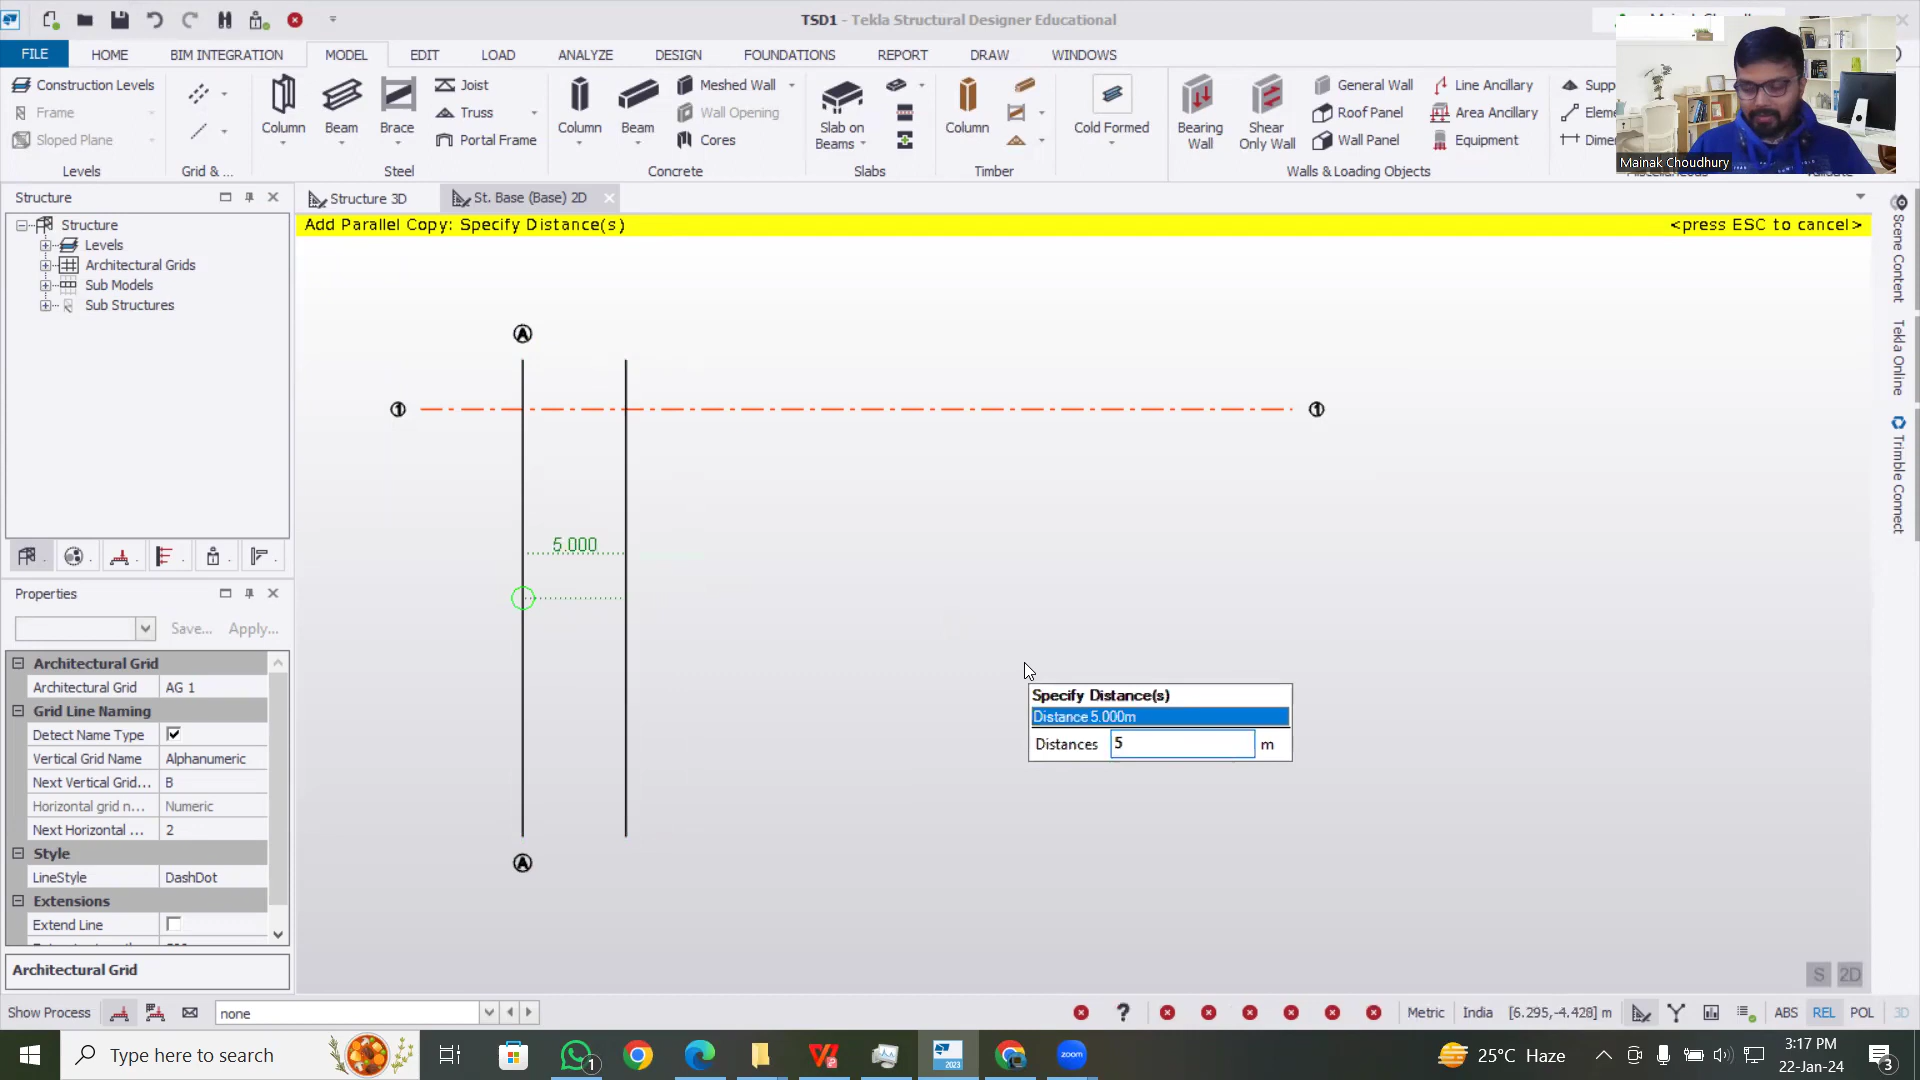 TSD1 - Tekla Structural Designer Educational
FILE HOME BIM INTEGRATION MODEL EDIT LOAD ANALYZE DESIGN FOUNDATIONS REPORT DRAW WINDOWS
Construction Levels
Frame
Sloped Plane
Levels
Grid & ...
Column Beam Brace
Joist
Truss
Portal Frame
Steel
Column Beam
Meshed Wall
Wall Opening
Cores
Concrete
Slab on Beams
Slabs
Column
Timber
Cold Formed
Bearing Wall
Shear Only Wall
General Wall
Roof Panel
Wall Panel
Line Ancillary
Area Ancillary
Equipment
Walls & Loading Objects
Supp
Eleme
Dime
Mainak Choudhury
Structure
Structure
Levels
Architectural Grids
Sub Models
Sub Structures
Structure 3D
St. Base (Base) 2D
Add Parallel Copy: Specify Distance(s)
<press ESC to cancel>
A
1
1
5.000
A
Specify Distance(s)
Distance 5.000m
Distances 5 m
Scene Content
Tekla Online
Trimble Connect
Properties
Save... Apply...
Architectural Grid
Architectural Grid AG 1
Grid Line Naming
Detect Name Type
Vertical Grid Name Alphanumeric
Next Vertical Grid... B
Horizontal grid n... Numeric
Next Horizontal ... 2
Style
LineStyle DashDot
Extensions
Extend Line
Architectural Grid
S 2D
Show Process
none
Metric India [6.295,-4.428] m ABS REL POL 3D
Type here to search
1
2023
zoom
25°C Haze
3:17 PM
22-Jan-24
3